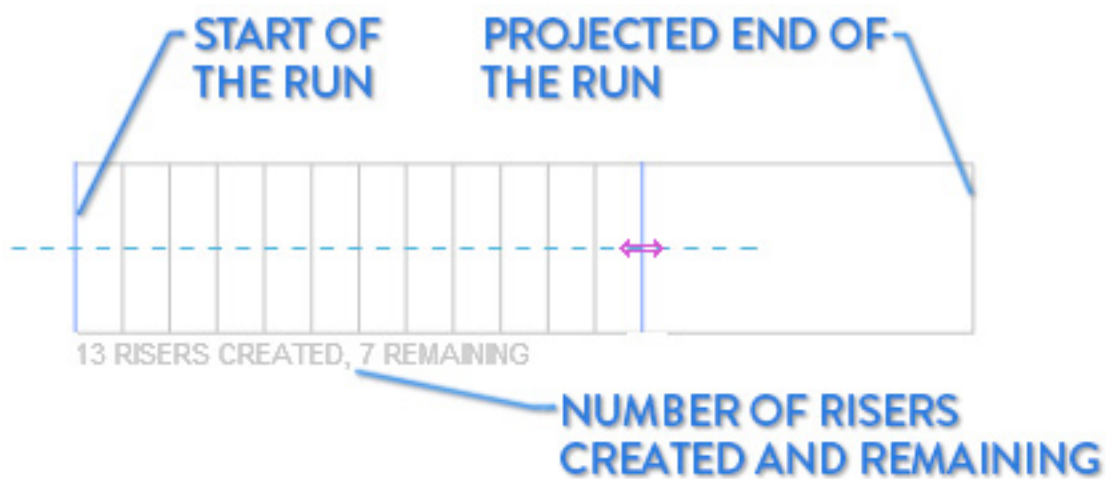 START OF
THE RUN
PROJECTED END OF
THE RUN
13 RISERS CREATED, 7 REMAINING
NUMBER OF RISERS
CREATED AND REMAINING